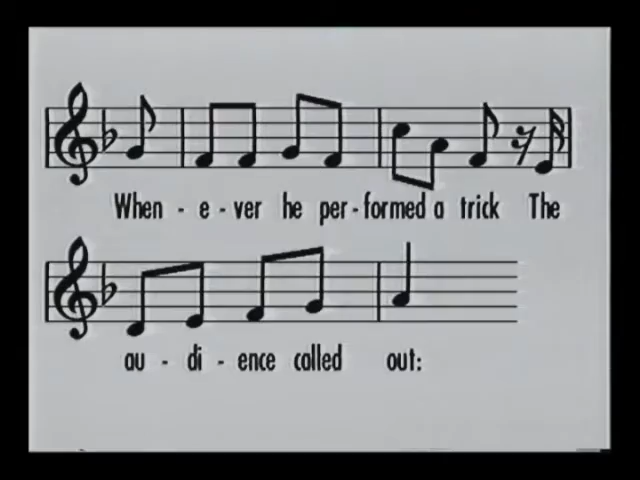 When - e - ver he per - formed a trick The
au - di - ence called out: